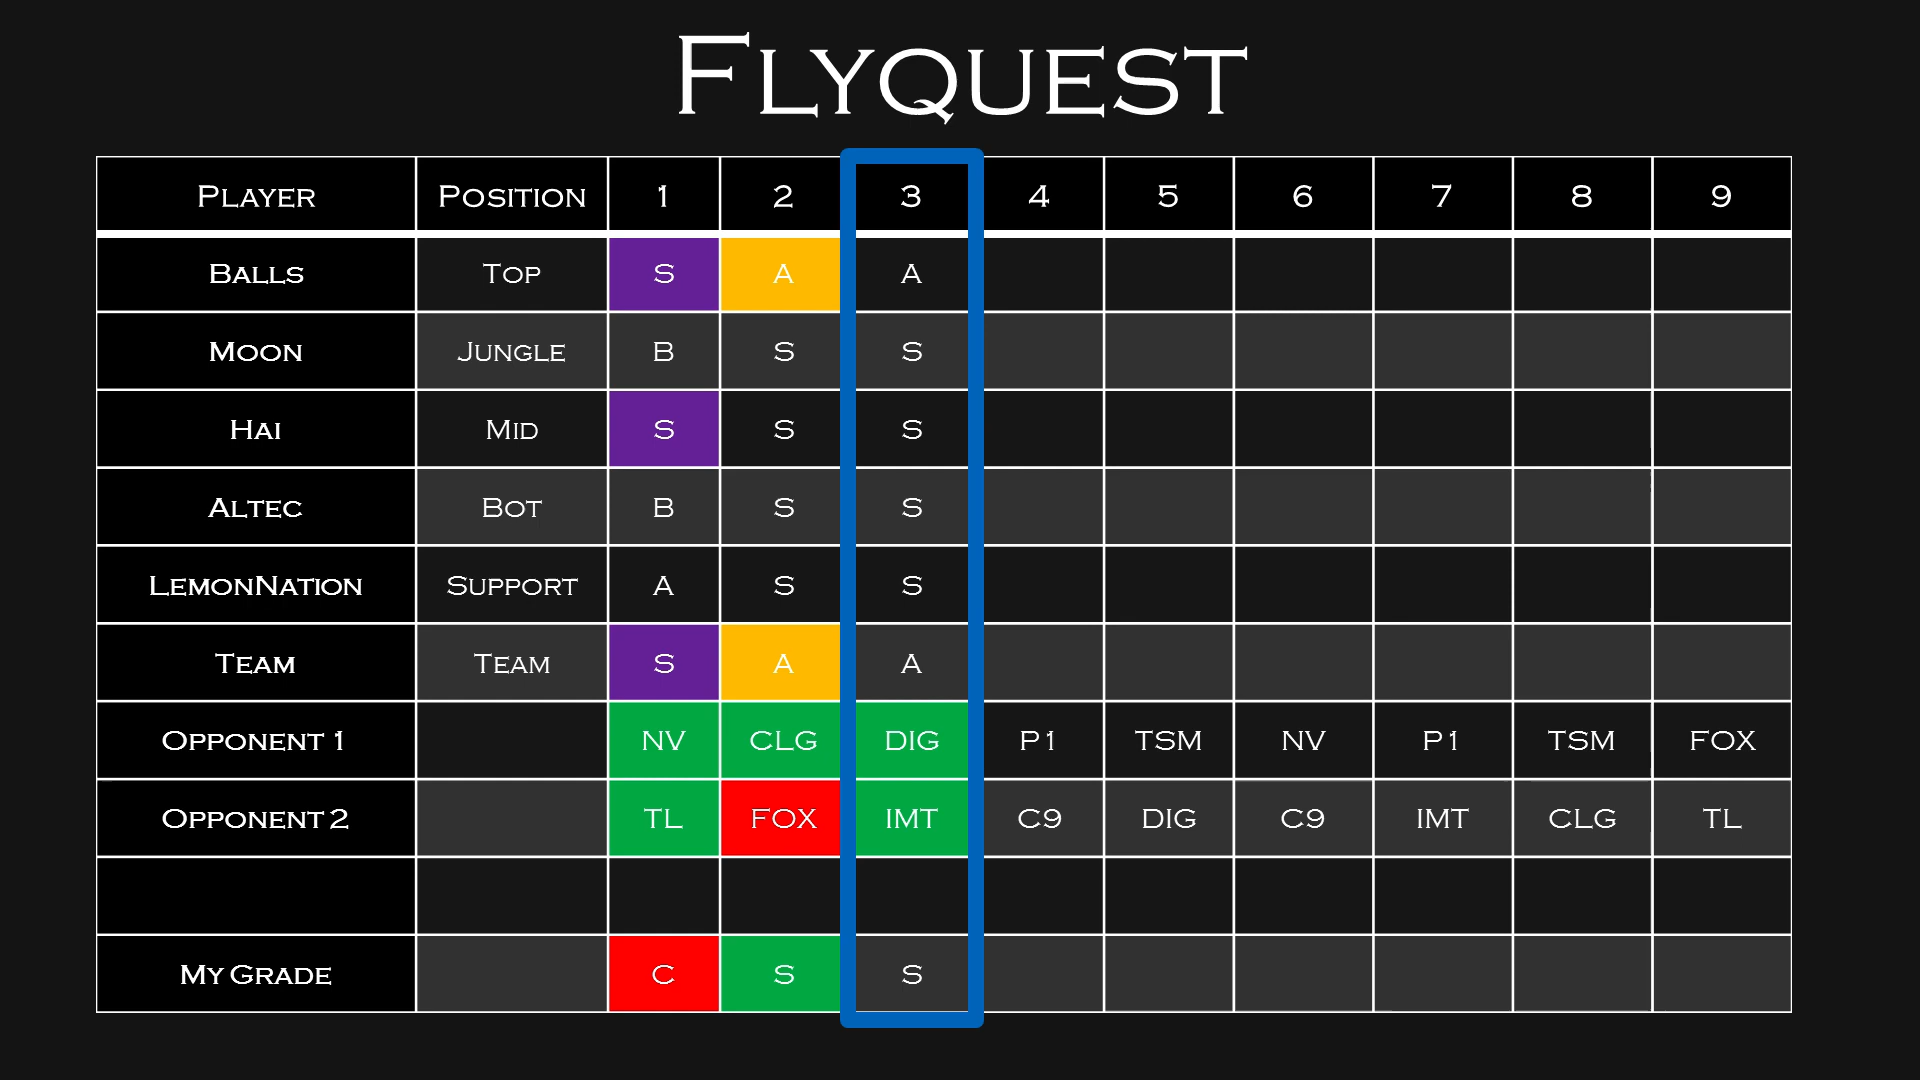 FLYQUEST
PLAYER POSITION 1 2 3 4 5 6 7 8 9
BALLS TOP S A A
MOON JUNGLE B S S
HAI MID S S S
ALTEC BOT B S S
LEMONNATION SUPPORT A S S
TEAM TEAM S A A
OPPONENT 1 NV CLG DIG P1 TSM NV P1 TSM FOX
OPPONENT 2 TL FOX IMT C9 DIG C9 IMT CLG TL
MY GRADE C S S